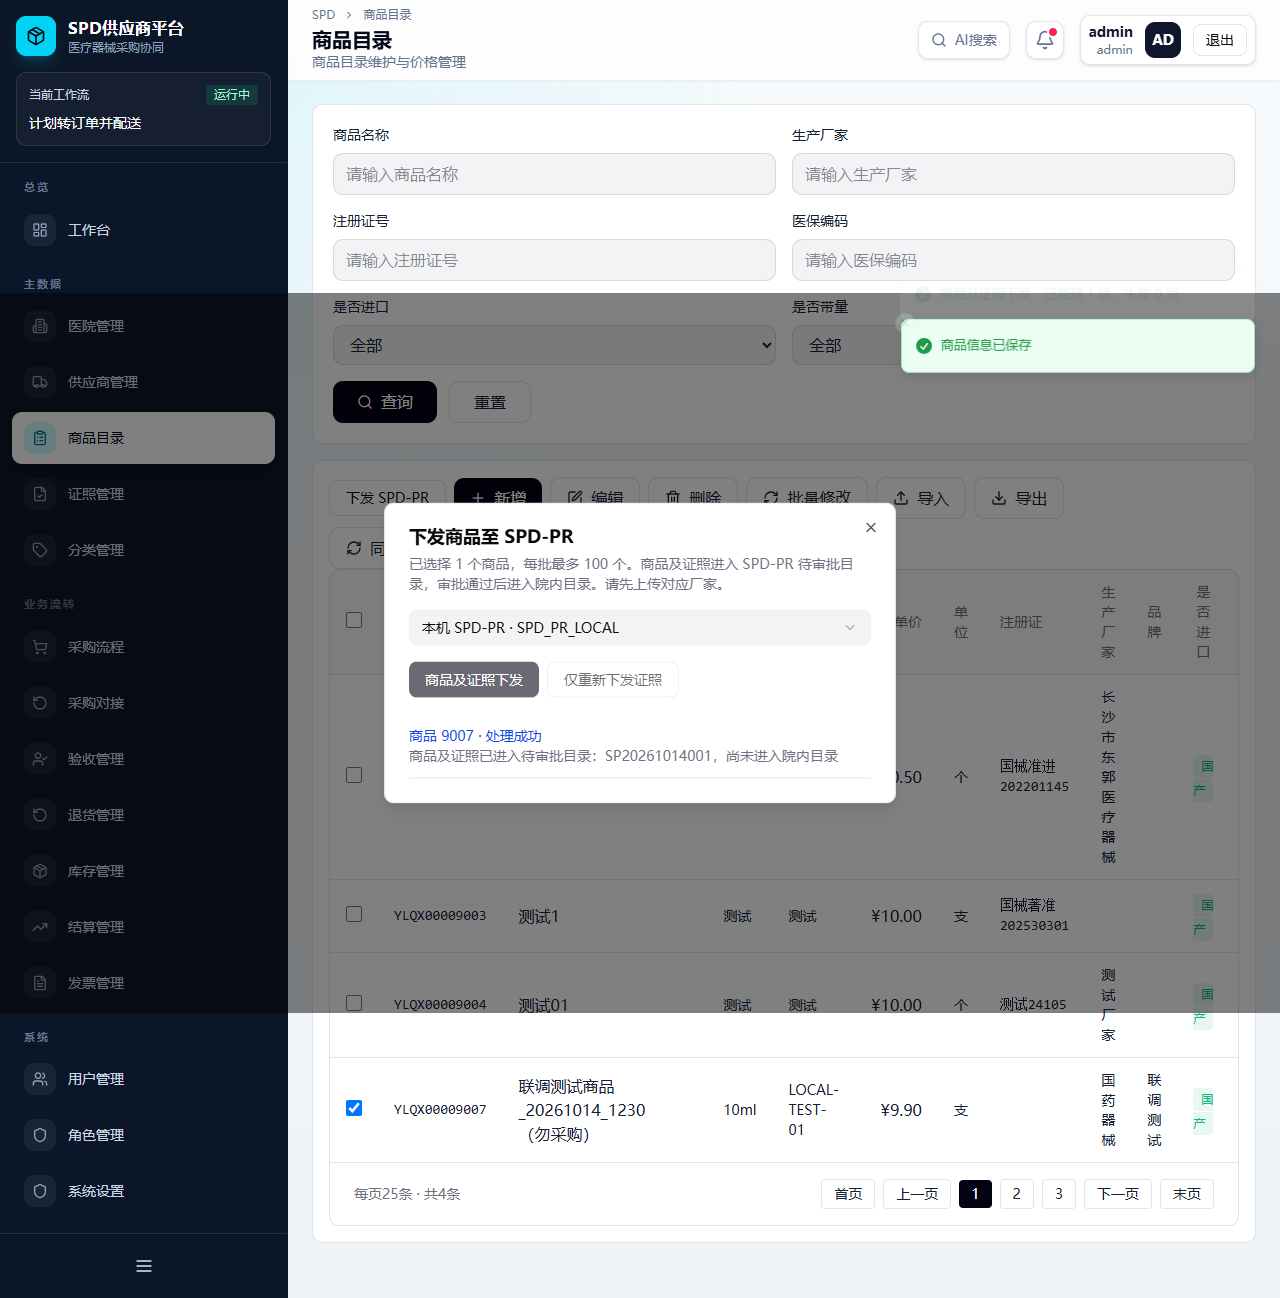 SPD供应商平台
医疗器械采购协同
当前工作流
运行中
计划转订单并配送
总览
工作台
主数据
医院管理
供应商管理
商品目录
证照管理
分类管理
业务流转
采购流程
采购对接
验收管理
退货管理
库存管理
结算管理
发票管理
系统
用户管理
角色管理
系统设置
SPD > 商品目录
商品目录
商品目录维护与价格管理
AI搜索
admin
admin
AD
退出
商品名称
请输入商品名称
生产厂家
请输入生产厂家
注册证号
请输入注册证号
医保编码
请输入医保编码
是否进口
全部
是否带量
全部
商品及证照下发：已处理 1 项，失败 0 项
商品信息已保存
查询
重置
下发 SPD-PR
新增
编辑
删除
批量修改
导入
导出
同
下发商品至 SPD-PR
已选择 1 个商品，每批最多 100 个。商品及证照进入 SPD-PR 待审批目
录，审批通过后进入院内目录。请先上传对应厂家。
本机 SPD-PR · SPD_PR_LOCAL
商品及证照下发
仅重新下发证照
商品 9007 · 处理成功
商品及证照已进入待审批目录：SP20261014001，尚未进入院内目录
单价
单位
注册证
生产厂家
品牌
是否进口
0.50
个
国械准进
202201145
长沙市东郭医疗器械
国产
YLQX00009003
测试1
测试
测试
¥10.00
支
国械著准
202530301
国产
YLQX00009004
测试01
测试
测试
¥10.00
个
测试24105
测试厂家
国产
YLQX00009007
联调测试商品
_20261014_1230
（勿采购）
10ml
LOCAL-
TEST-
01
¥9.90
支
国药器械
联调测试
国产
每页25条 · 共4条
首页
上一页
1
2
3
下一页
末页